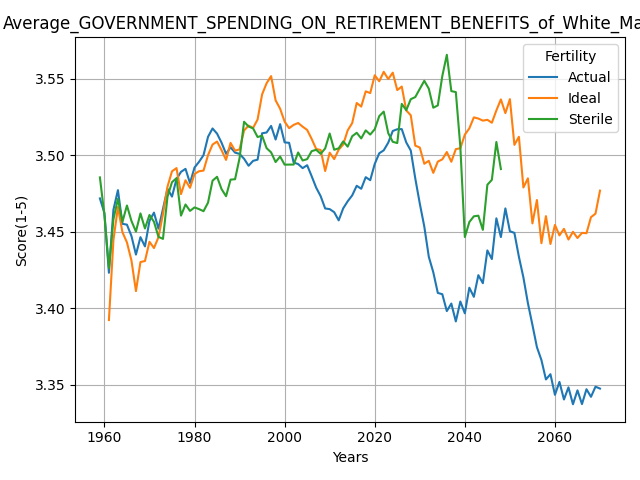 Average_GOVERNMENT_SPENDING_ON_RETIREMENT_BENEFITS_of_White_Ma
Fertility
Actual
Ideal
Sterile
Score(1-5)
3.55
3.50
3.45
3.40
3.35
1960 1980 2000 2020 2040 2060
Years